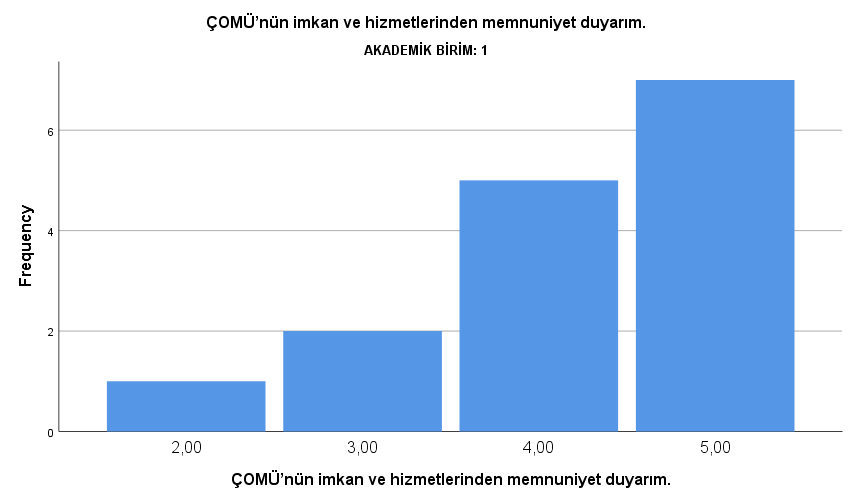 ÇOMÜ’nün imkan ve hizmetlerinden memnuniyet duyarım.
AKADEMİK BİRİM: 1
Frequency
6
4
2
0
2,00 3,00 4,00 5,00
ÇOMÜ’nün imkan ve hizmetlerinden memnuniyet duyarım.